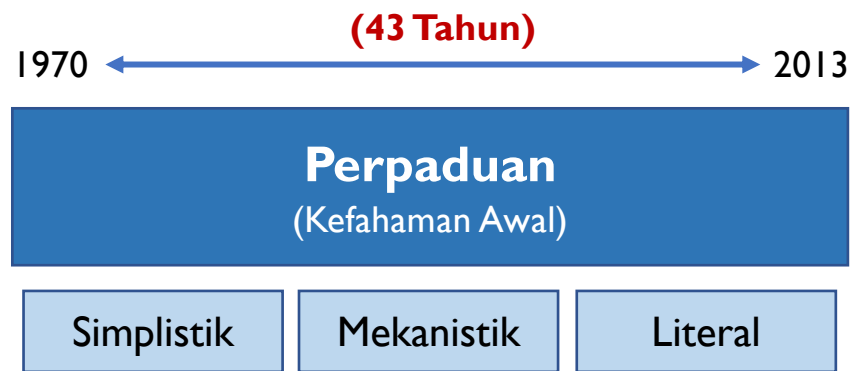 (43 Tahun)
1970 2013
Perpaduan
(Kefahaman Awal)
Simplistik Mekanistik Literal